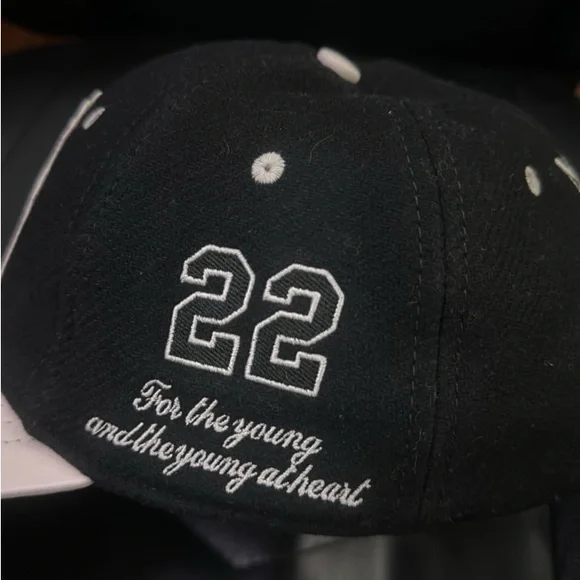 22
For the young
and the young at heart